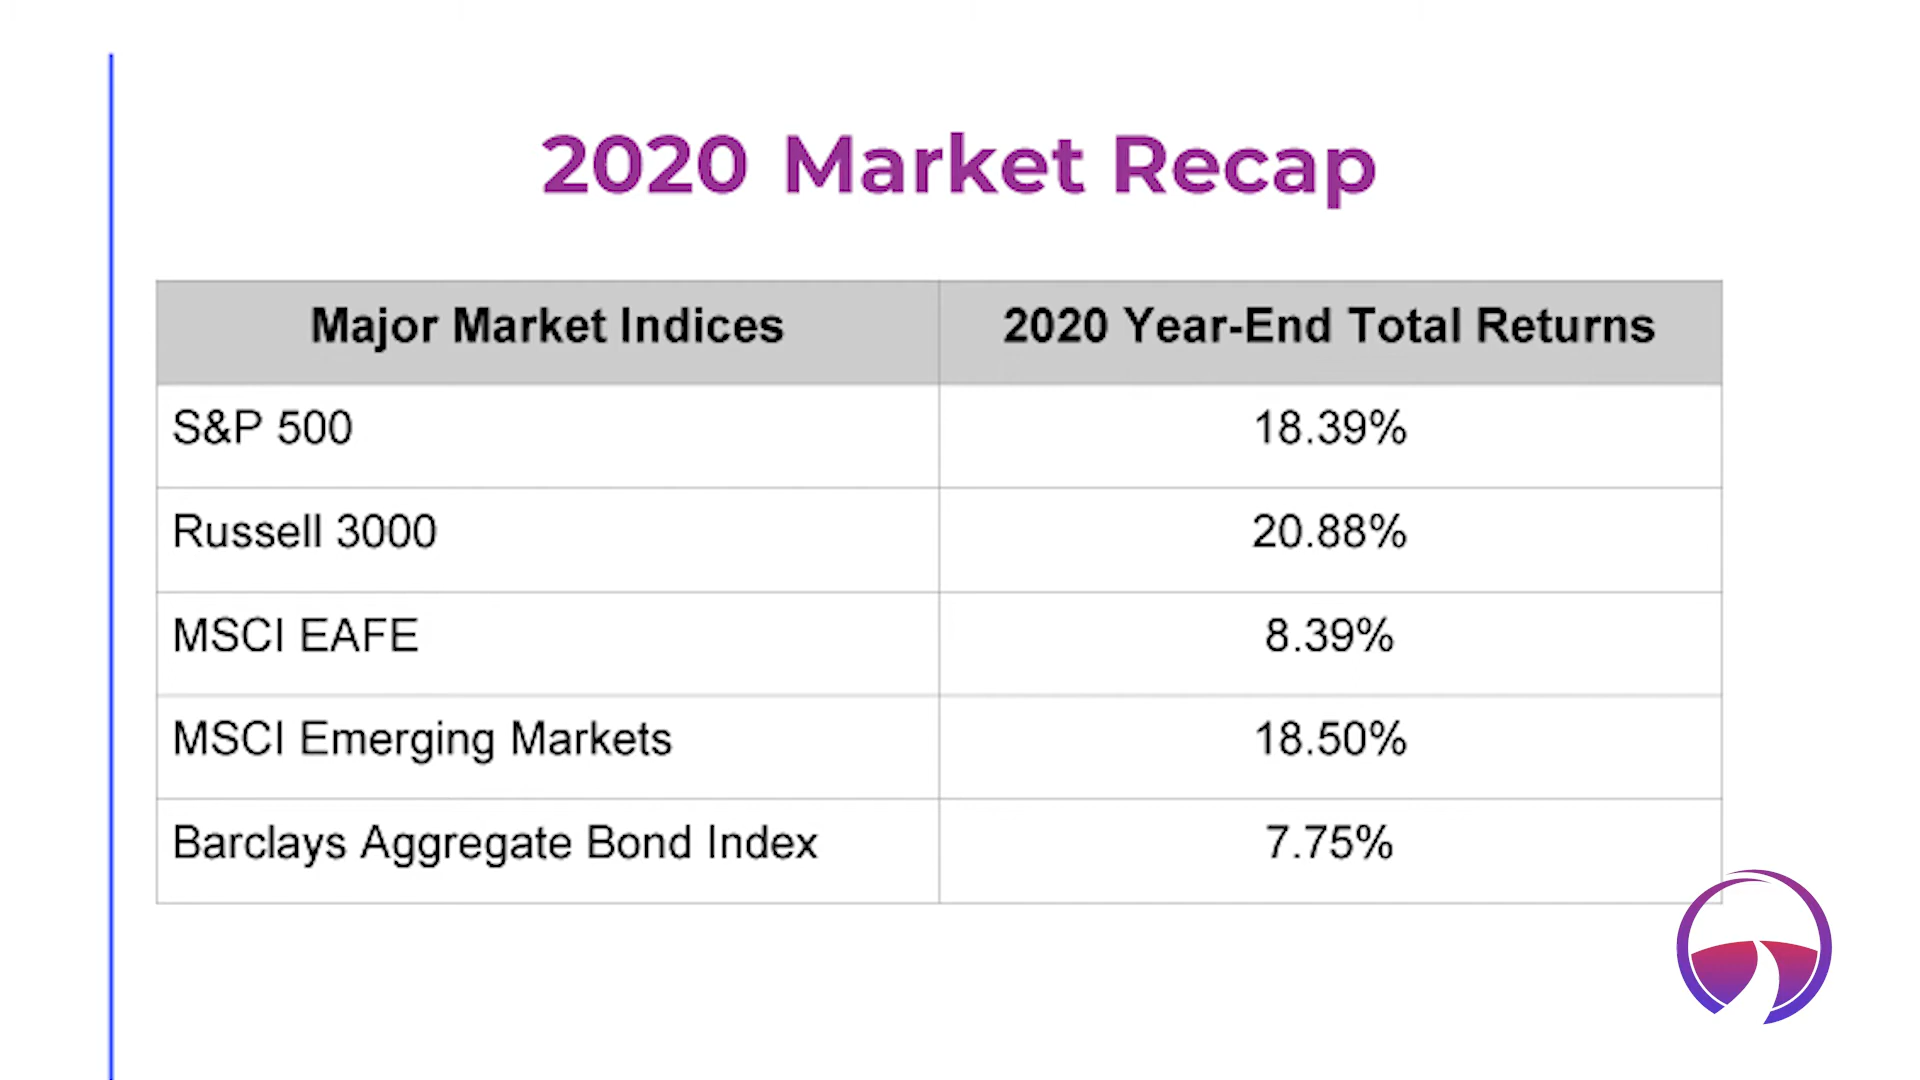 2020 Market Recap
Major Market Indices 2020 Year-End Total Returns
S&P 500 18.39%
Russell 3000 20.88%
MSCI EAFE 8.39%
MSCI Emerging Markets 18.50%
Barclays Aggregate Bond Index 7.75%